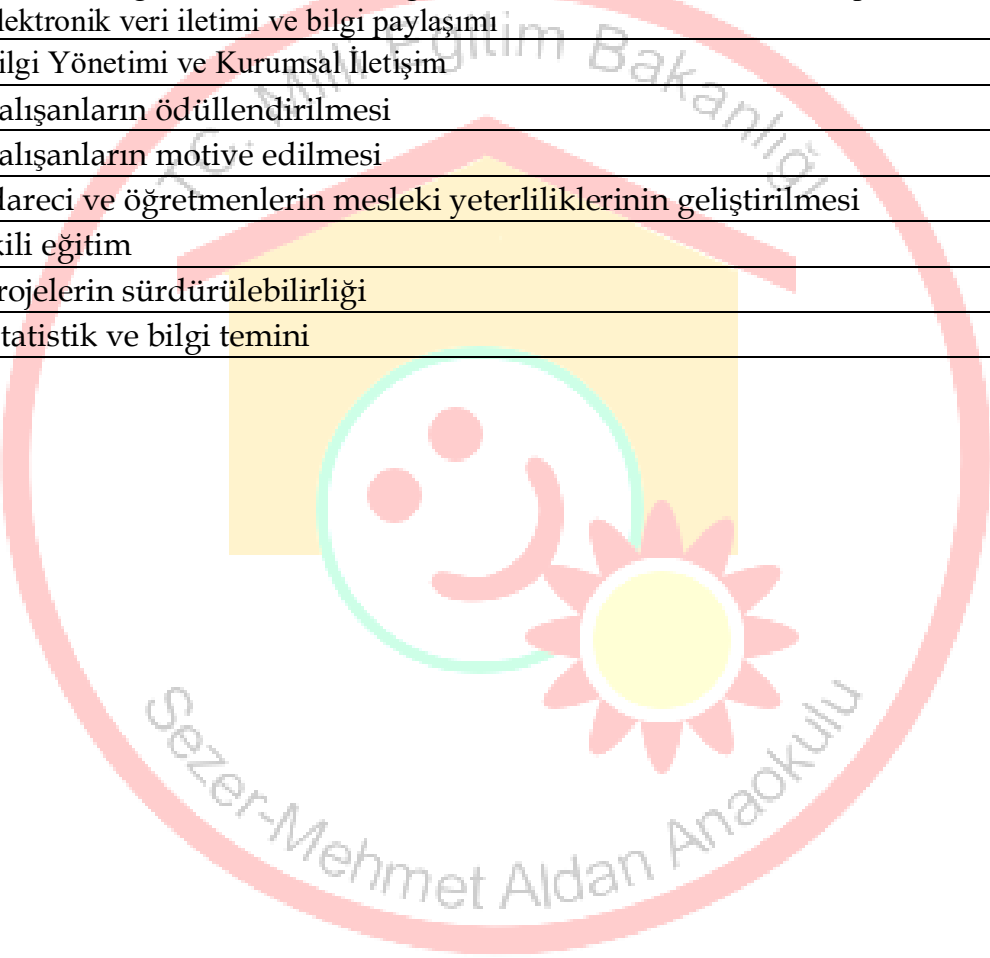 lektronik veri iletimi ve bilgi paylaşımı
ilgi Yönetimi ve Kurumsal İletişim
alışanların ödüllendirilmesi
alışanların motive edilmesi
lareci ve öğretmenlerin mesleki yeterliliklerinin geliştirilmesi
kili eğitim
rojelerin sürdürülebilirliği
tatistik ve bilgi temini
T.C. Milli Eğitim Bakanlığı
Sezer-Mehmet Aldan Anaokulu